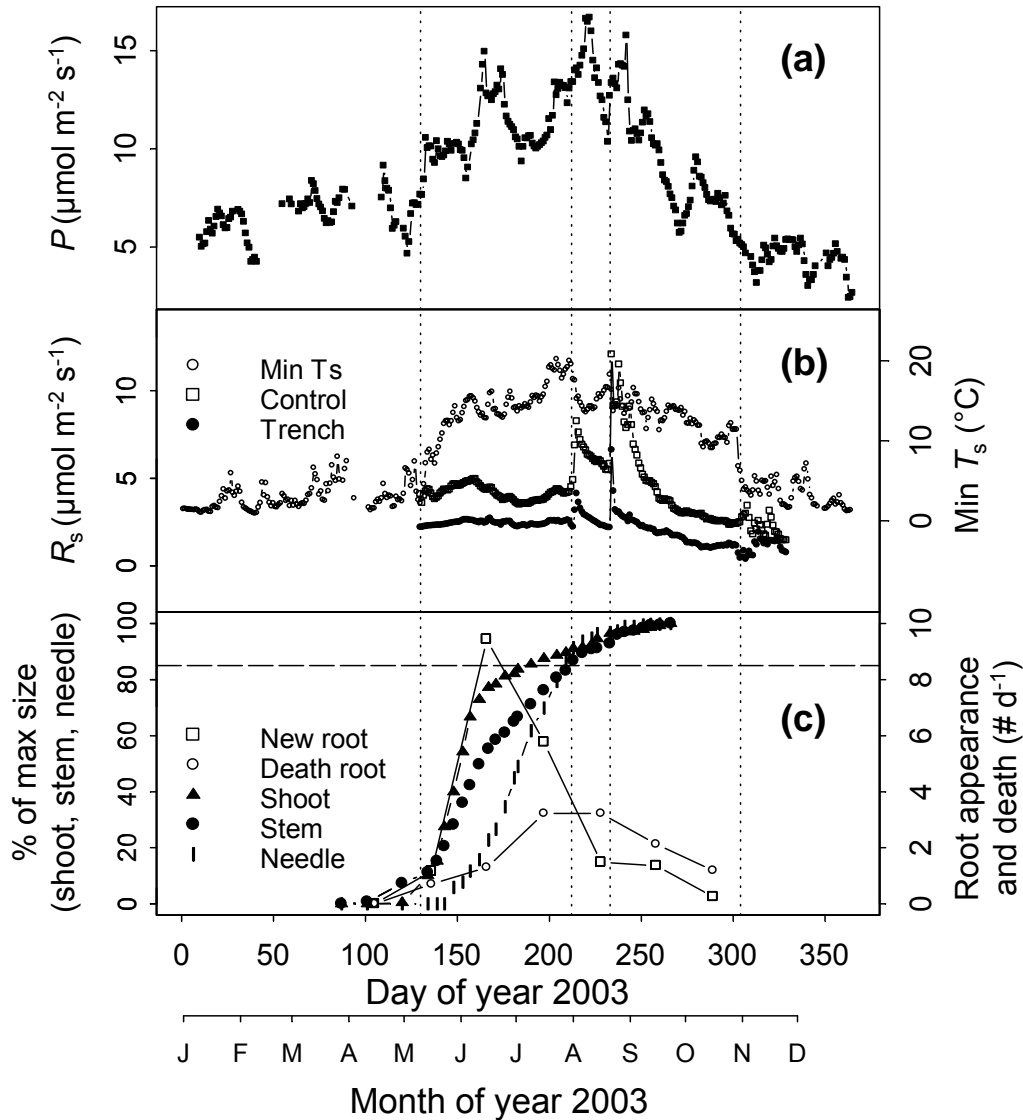 (a)
P (µmol m⁻² s⁻¹)
15
10
5
(b)
Min Ts
Control
Trench
Rs (µmol m⁻² s⁻¹)
10
5
0
Min Ts (°C)
20
10
0
(c)
New root
Death root
Shoot
Stem
Needle
% of max size
(shoot, stem, needle)
100
80
60
40
20
0
Root appearance
and death (# d⁻¹)
10
8
6
4
2
0
0 50 100 150 200 250 300 350
Day of year 2003
J F M A M J J A S O N D
Month of year 2003